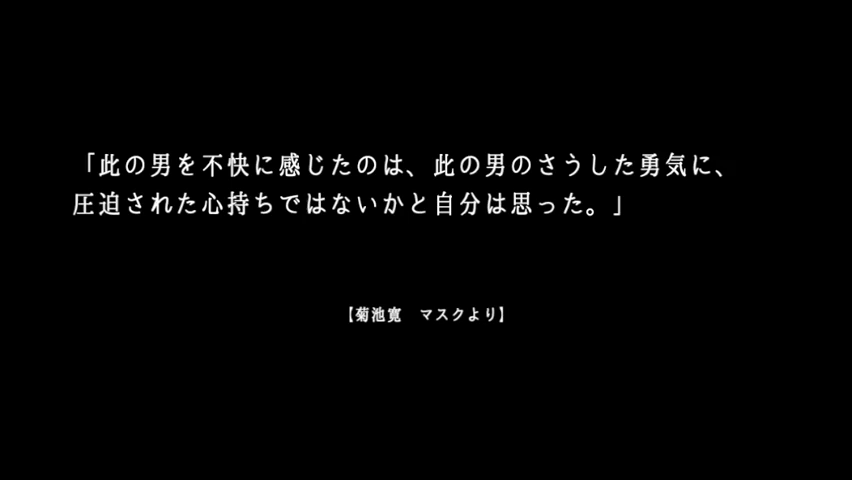 「此の男を不快に感じたのは、此の男のさうした勇気に、
圧迫された心持ちではないかと自分は思った。」
【菊池寛　マスクより】